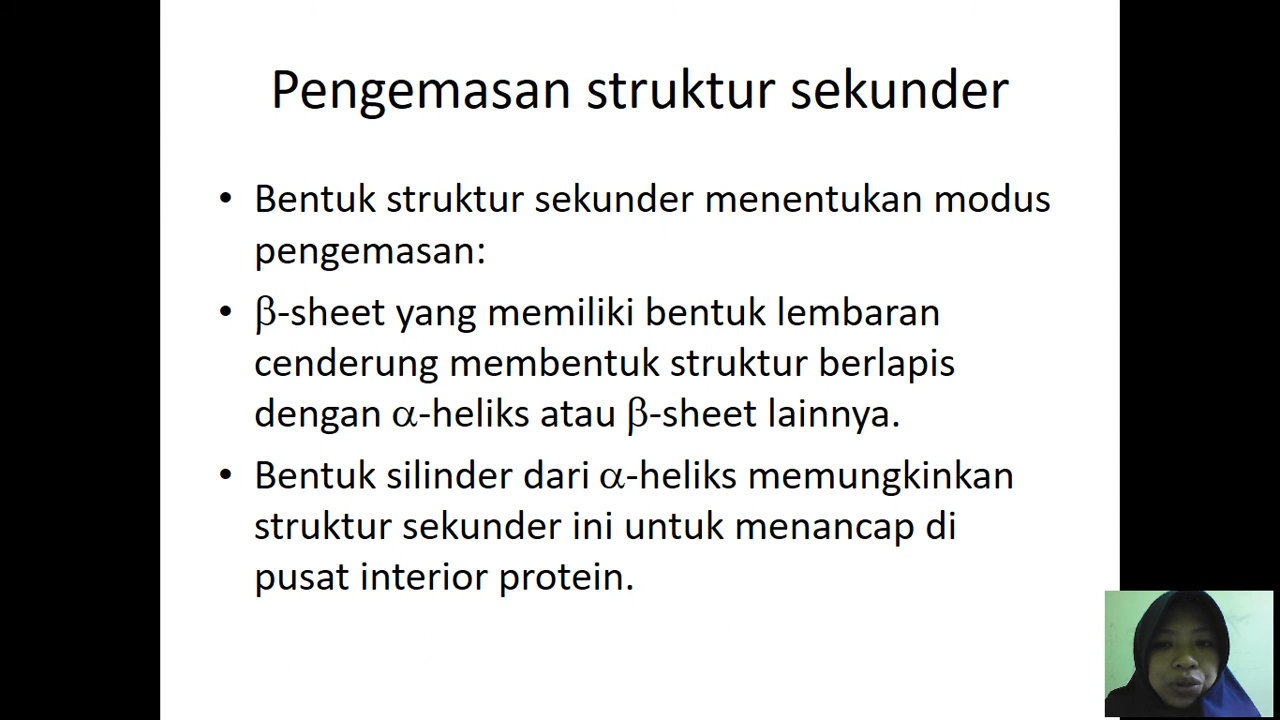 Pengemasan struktur sekunder
• Bentuk struktur sekunder menentukan modus
pengemasan:
• β-sheet yang memiliki bentuk lembaran
cenderung membentuk struktur berlapis
dengan α-heliks atau β-sheet lainnya.
• Bentuk silinder dari α-heliks memungkinkan
struktur sekunder ini untuk menancap di
pusat interior protein.